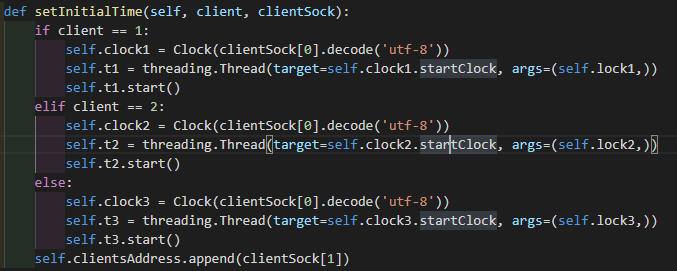 def setInitialTime(self, client, clientSock):
    if client == 1:
        self.clock1 = Clock(clientSock[0].decode('utf-8'))
        self.t1 = threading.Thread(target=self.clock1.startClock, args=(self.lock1,))
        self.t1.start()
    elif client == 2:
        self.clock2 = Clock(clientSock[0].decode('utf-8'))
        self.t2 = threading.Thread(target=self.clock2.startClock, args=(self.lock2,))
        self.t2.start()
    else:
        self.clock3 = Clock(clientSock[0].decode('utf-8'))
        self.t3 = threading.Thread(target=self.clock3.startClock, args=(self.lock3,))
        self.t3.start()
    self.clientsAddress.append(clientSock[1])